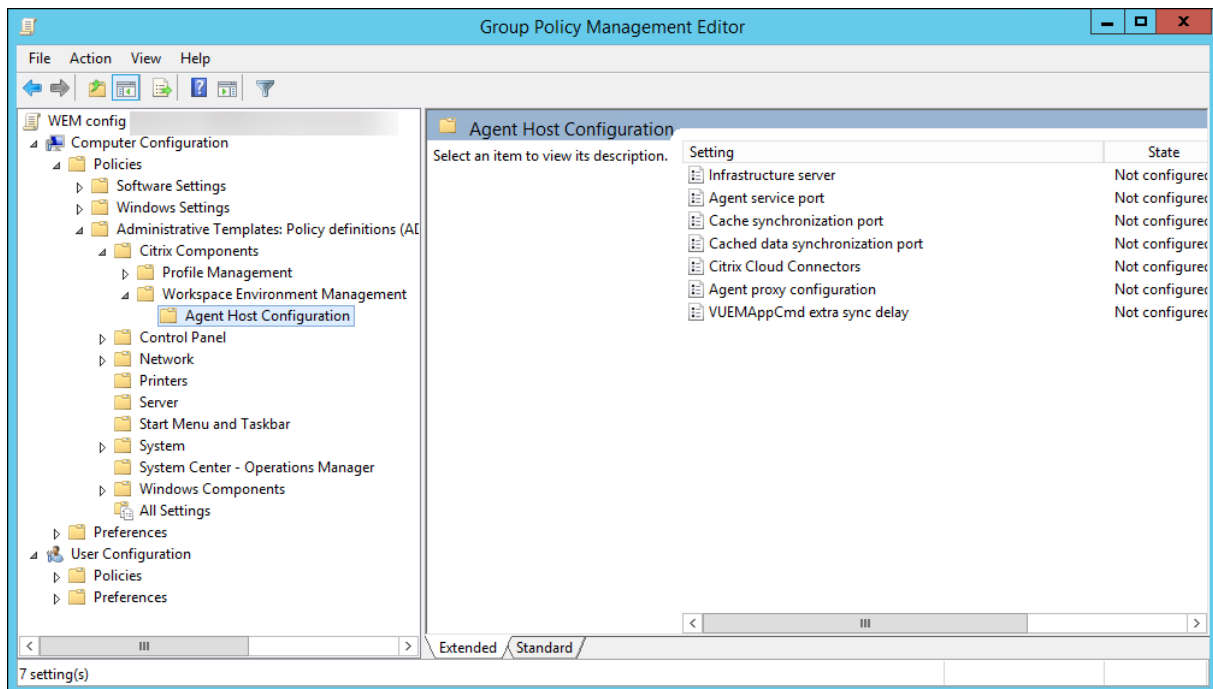 Group Policy Management Editor
File Action View Help
WEM config
Computer Configuration
Policies
Software Settings
Windows Settings
Administrative Templates: Policy definitions (AD
Citrix Components
Profile Management
Workspace Environment Management
Agent Host Configuration
Control Panel
Network
Printers
Server
Start Menu and Taskbar
System
System Center - Operations Manager
Windows Components
All Settings
Preferences
User Configuration
Policies
Preferences
Agent Host Configuration
Select an item to view its description.
Setting State
Infrastructure server Not configured
Agent service port Not configured
Cache synchronization port Not configured
Cached data synchronization port Not configured
Citrix Cloud Connectors Not configured
Agent proxy configuration Not configured
VUEMAppCmd extra sync delay Not configured
Extended Standard
7 setting(s)